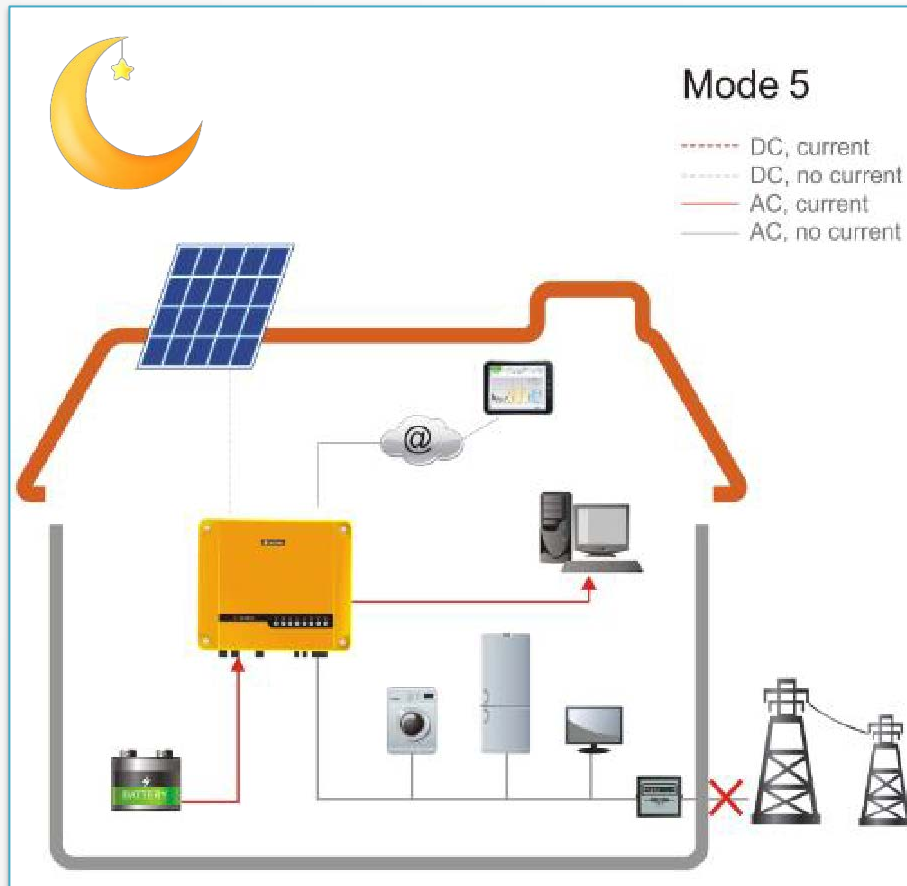 Mode 5
DC, current
DC, no current
AC, current
AC, no current
@
BATTERY